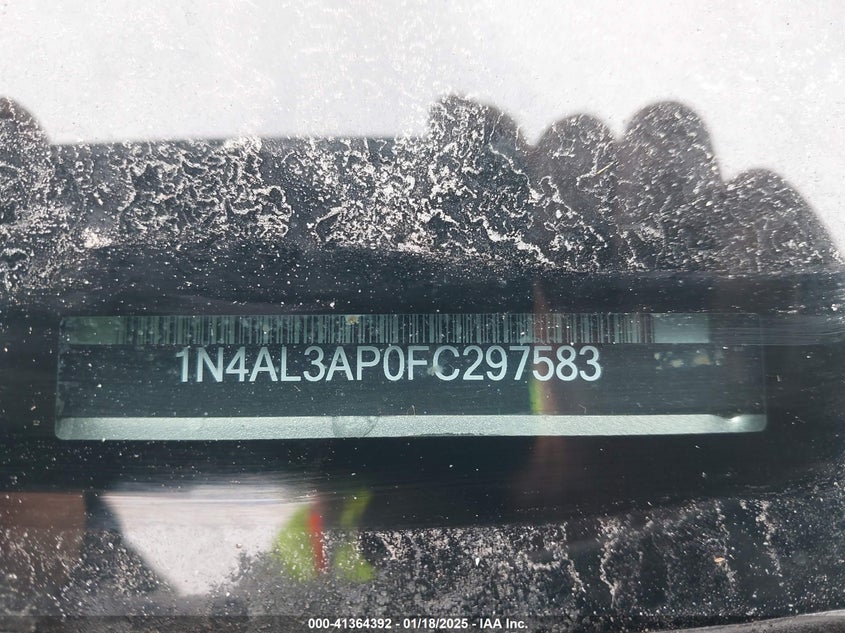 1N4AL3AP0FC297583
000-41364392 - 01/18/2025 - IAA Inc.